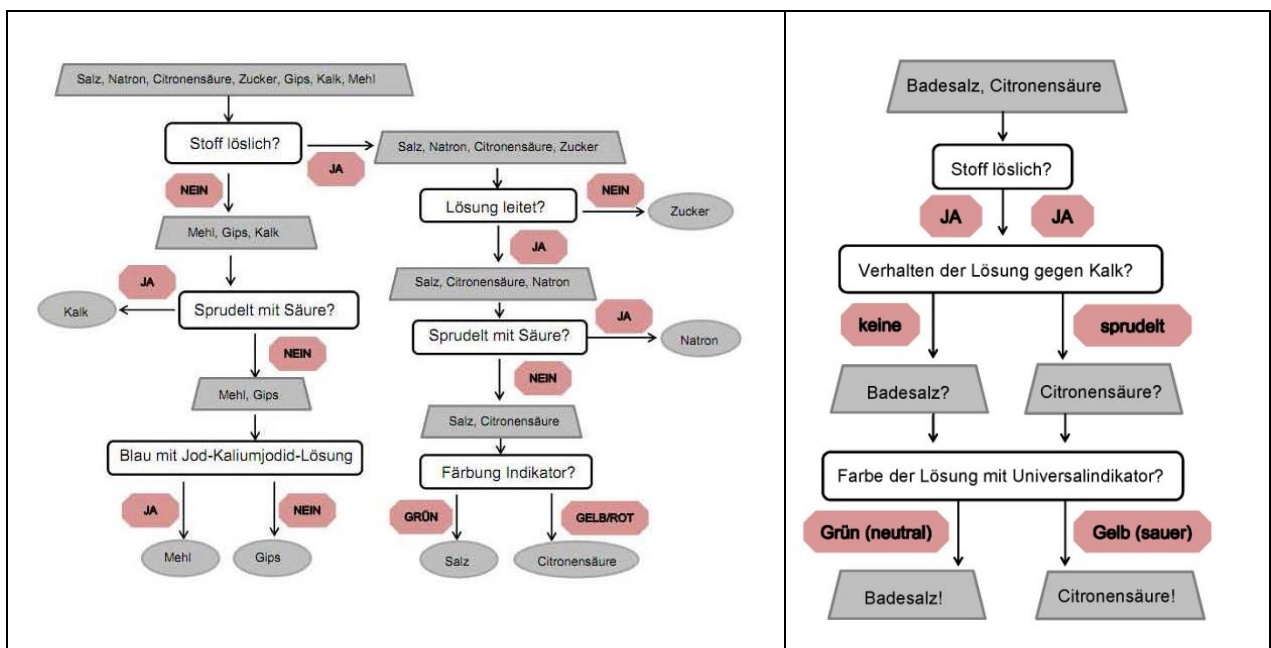 Salz, Natron, Citronensäure, Zucker, Gips, Kalk, Mehl
Stoff löslich?
JA
Salz, Natron, Citronensäure, Zucker
NEIN
NEIN
Lösung leitet?
Zucker
Mehl, Gips, Kalk
JA
JA
Salz, Citronensäure, Natron
Kalk
Sprudelt mit Säure?
JA
Sprudelt mit Säure?
Natron
NEIN
NEIN
Mehl, Gips
Salz, Citronensäure
Blau mit Jod-Kaliumjodid-Lösung
Färbung Indikator?
JA
NEIN
GRÜN
GELB/ROT
Mehl
Gips
Salz
Citronensäure
Badesalz, Citronensäure
Stoff löslich?
JA
JA
Verhalten der Lösung gegen Kalk?
keine
sprudelt
Badesalz?
Citronensäure?
Farbe der Lösung mit Universalindikator?
Grün (neutral)
Gelb (sauer)
Badesalz!
Citronensäure!